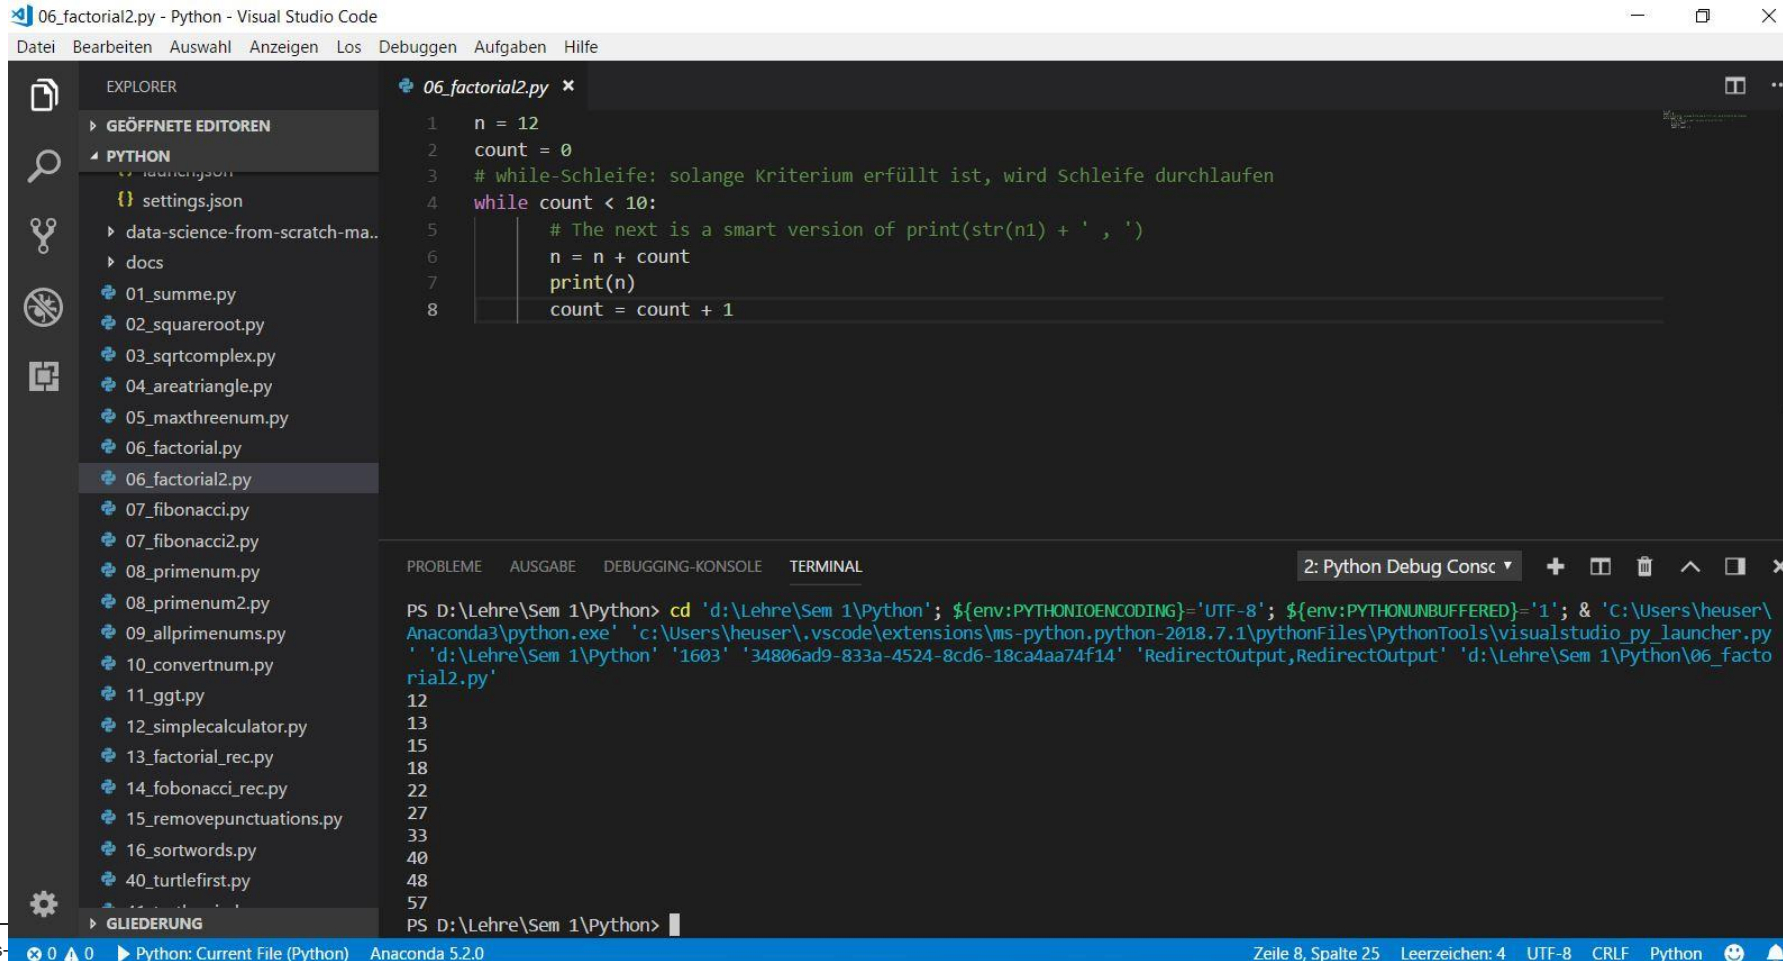 06_factorial2.py - Python - Visual Studio Code
Datei Bearbeiten Auswahl Anzeigen Los Debuggen Aufgaben Hilfe
EXPLORER
GEÖFFNETE EDITOREN
PYTHON
launch.json
settings.json
data-science-from-scratch-ma..
docs
01_summe.py
02_squareroot.py
03_sqrtcomplex.py
04_areatriangle.py
05_maxthreenum.py
06_factorial.py
06_factorial2.py
07_fibonacci.py
07_fibonacci2.py
08_primenum.py
08_primenum2.py
09_allprimenums.py
10_convertnum.py
11_ggt.py
12_simplecalculator.py
13_factorial_rec.py
14_fobonacci_rec.py
15_removepunctuations.py
16_sortwords.py
40_turtlefirst.py
GLIEDERUNG
06_factorial2.py
1 n = 12
2 count = 0
3 # while-Schleife: solange Kriterium erfüllt ist, wird Schleife durchlaufen
4 while count < 10:
5 # The next is a smart version of print(str(n1) + ' , ')
6 n = n + count
7 print(n)
8 count = count + 1
PROBLEME AUSGABE DEBUGGING-KONSOLE TERMINAL
2: Python Debug Consc
PS D:\Lehre\Sem 1\Python> cd 'd:\Lehre\Sem 1\Python'; ${env:PYTHONIOENCODING}='UTF-8'; ${env:PYTHONUNBUFFERED}='1'; & 'C:\Users\heuser\
Anaconda3\python.exe' 'c:\Users\heuser\.vscode\extensions\ms-python.python-2018.7.1\pythonFiles\PythonTools\visualstudio_py_launcher.py
' 'd:\Lehre\Sem 1\Python' '1603' '34806ad9-833a-4524-8cd6-18ca4aa74f14' 'RedirectOutput,RedirectOutput' 'd:\Lehre\Sem 1\Python\06_facto
rial2.py'
12
13
15
18
22
27
33
40
48
57
PS D:\Lehre\Sem 1\Python>
0 0 Python: Current File (Python) Anaconda 5.2.0 Zeile 8, Spalte 25 Leerzeichen: 4 UTF-8 CRLF Python